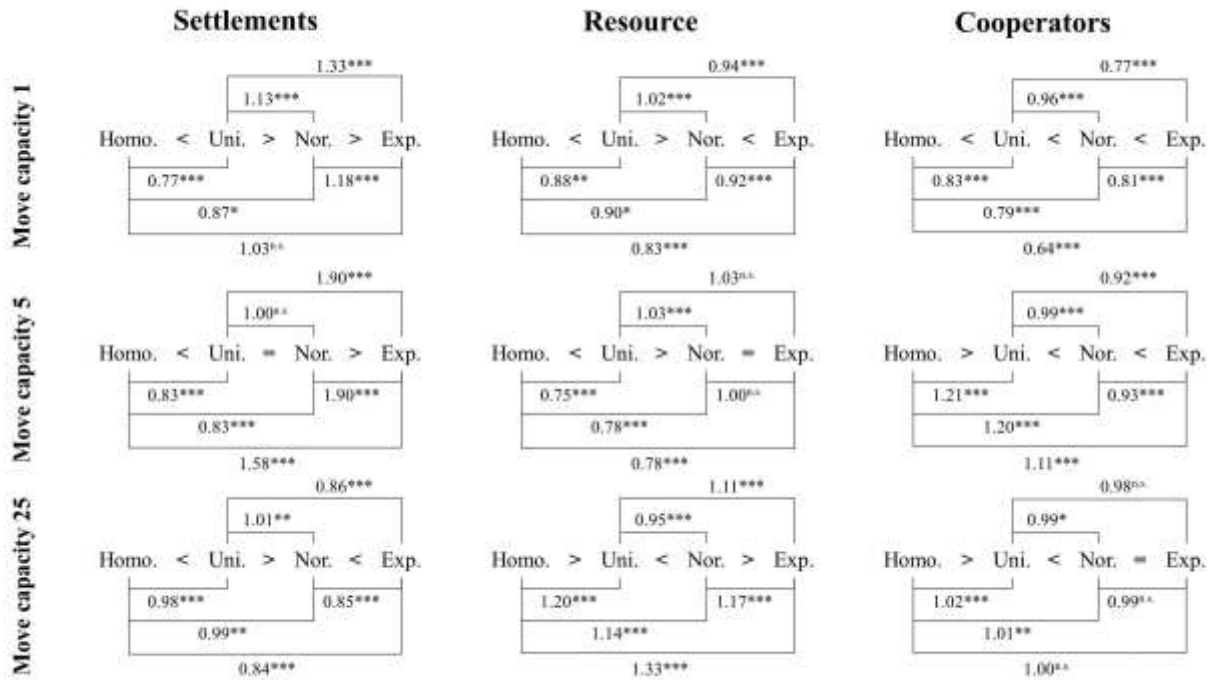 Settlements Resource Cooperators
Move capacity 1
1.33*** 0.94*** 0.77***
1.13*** 1.02*** 0.96***
Homo. < Uni. > Nor. > Exp. Homo. < Uni. > Nor. < Exp. Homo. < Uni. < Nor. < Exp.
0.77*** 1.18*** 0.88** 0.92*** 0.83*** 0.81***
0.87* 0.90* 0.79***
1.03n.s. 0.83*** 0.64***
Move capacity 5
1.90*** 1.03n.s. 0.92***
1.00n.s. 1.03*** 0.99***
Homo. < Uni. = Nor. > Exp. Homo. < Uni. > Nor. = Exp. Homo. > Uni. < Nor. < Exp.
0.83*** 1.90*** 0.75*** 1.00n.s. 1.21*** 0.93***
0.83*** 0.78*** 1.20***
1.58*** 0.78*** 1.11***
Move capacity 25
0.86*** 1.11*** 0.98n.s.
1.01** 0.95*** 0.99*
Homo. < Uni. > Nor. < Exp. Homo. > Uni. < Nor. > Exp. Homo. > Uni. < Nor. = Exp.
0.98*** 0.85*** 1.20*** 1.17*** 1.02*** 0.99n.s.
0.99** 1.14*** 1.01**
0.84*** 1.33*** 1.00n.s.